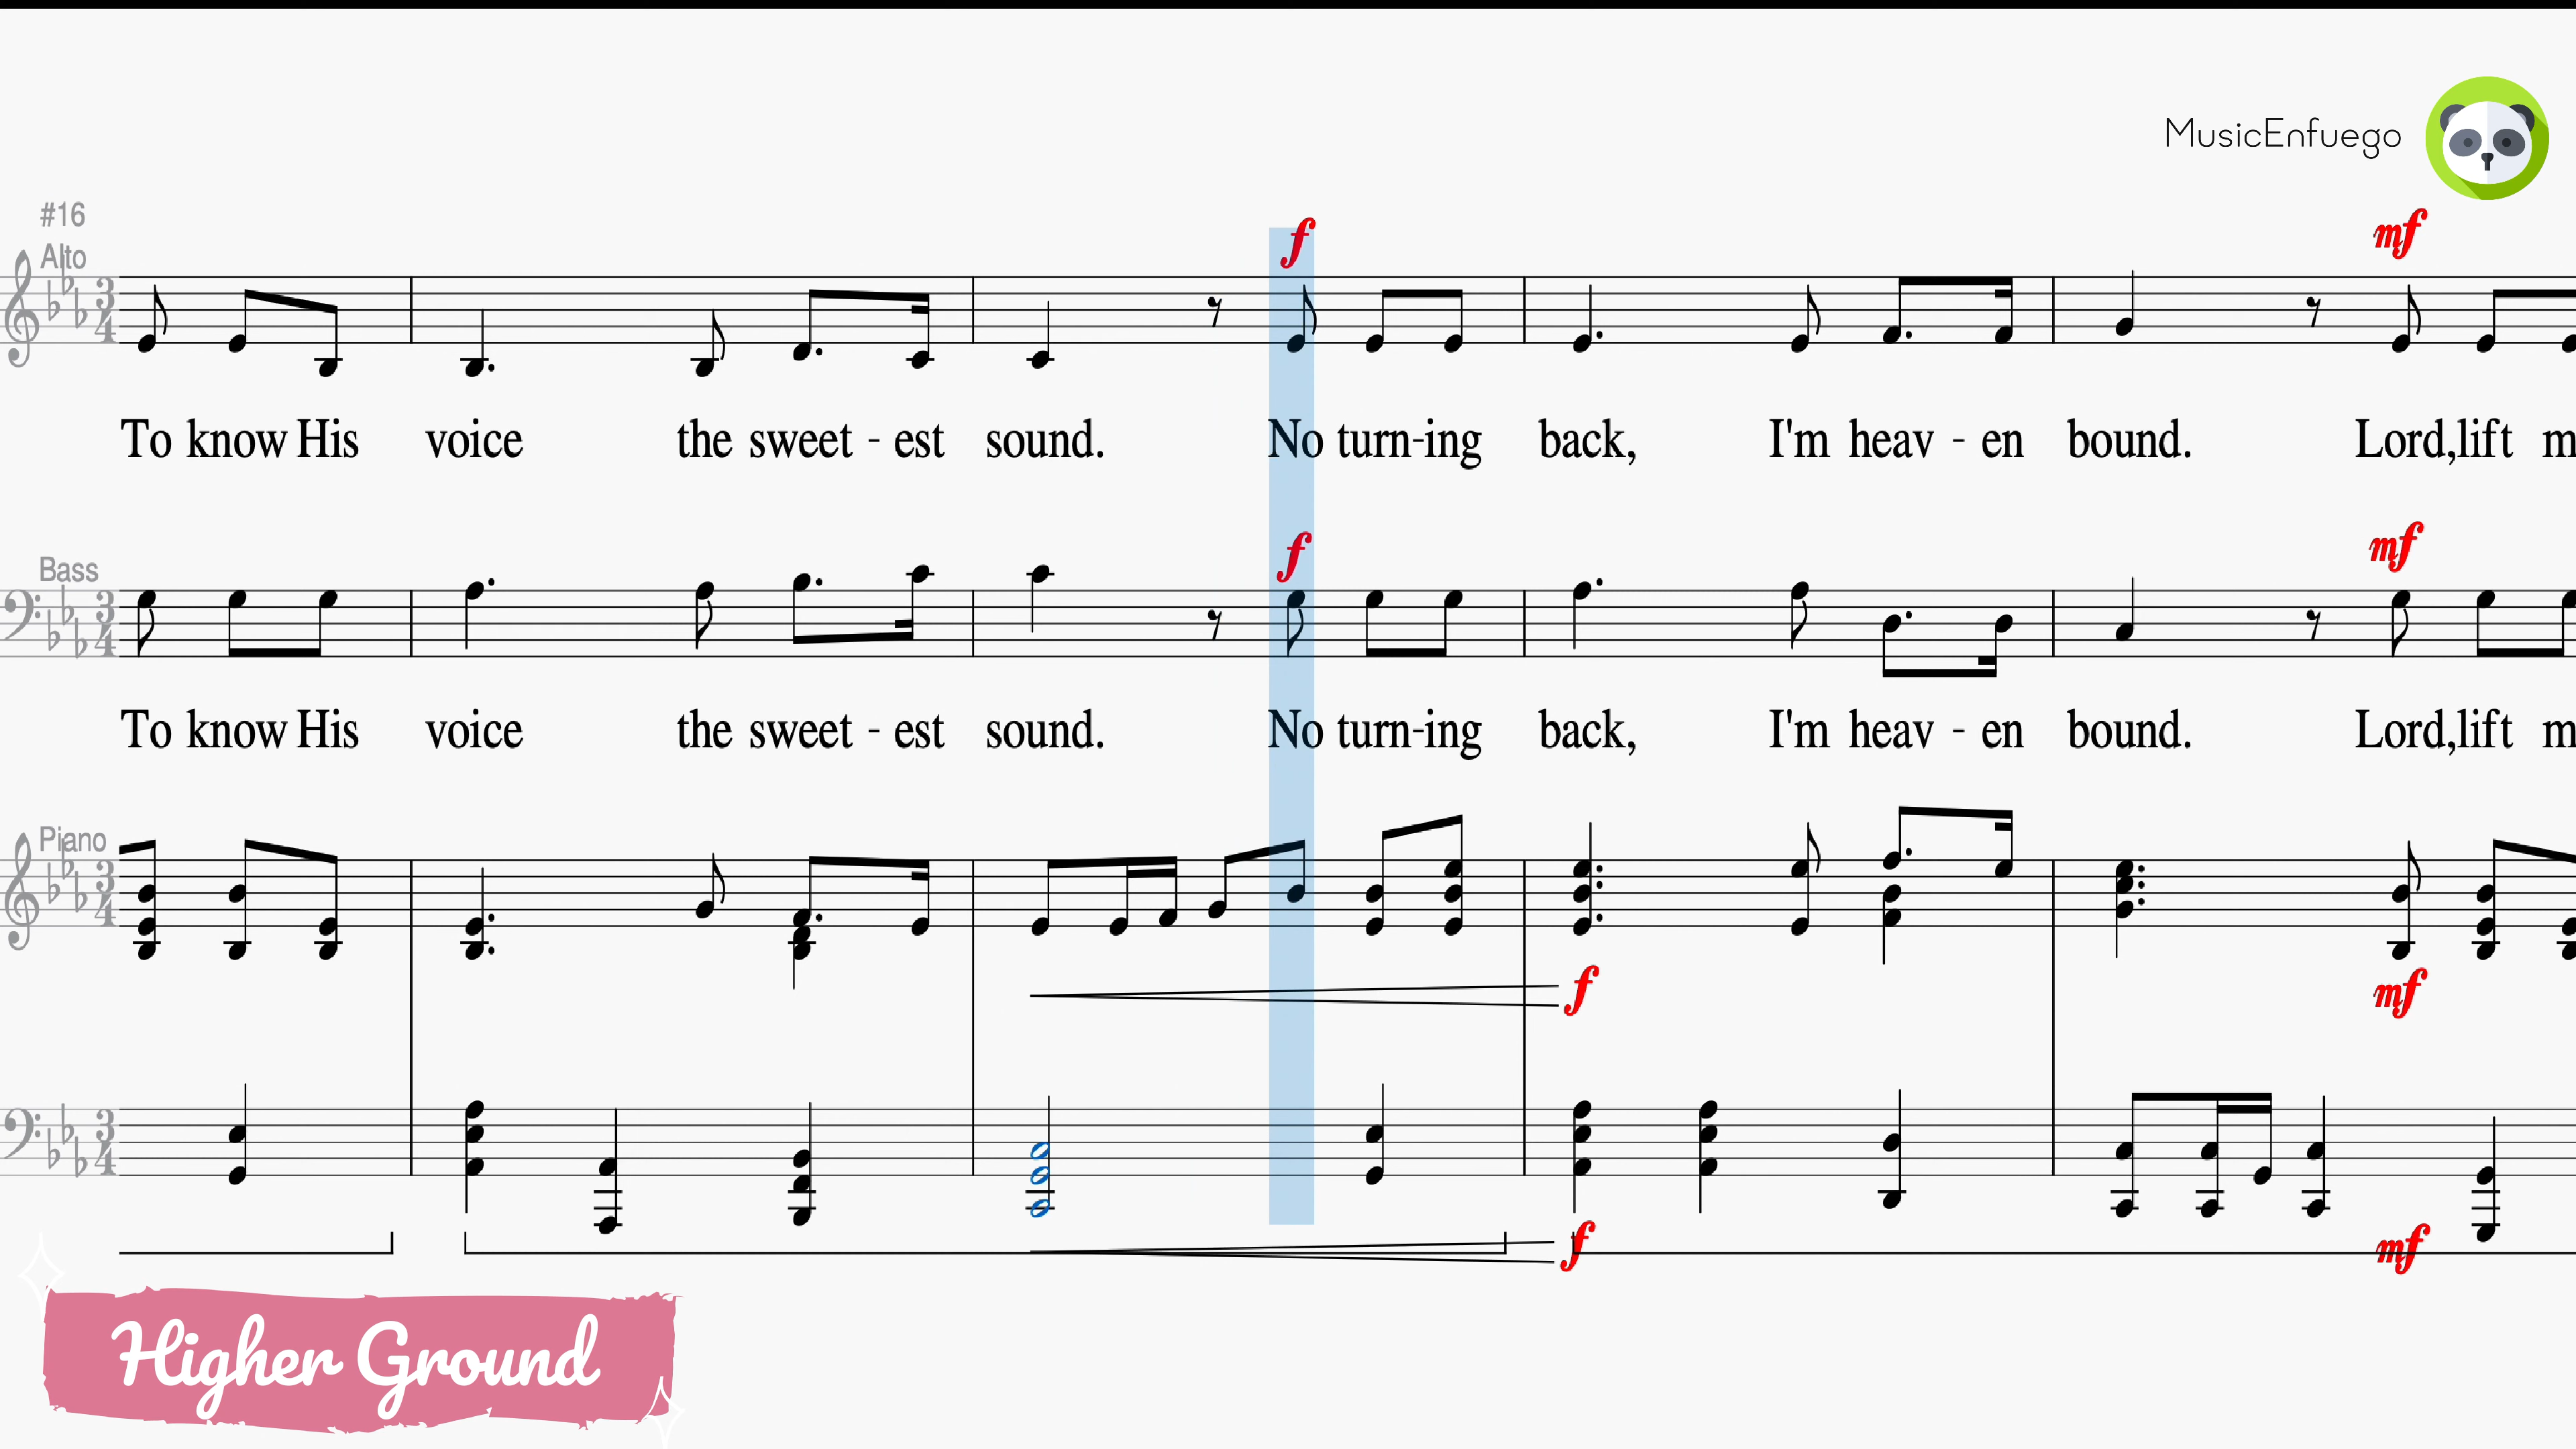 MusicEnfuego
#16
Alto
f
mf
To know His voice the sweet - est sound. No turn-ing back, I'm heav - en bound. Lord,lift m
Bass
f
mf
To know His voice the sweet - est sound. No turn-ing back, I'm heav - en bound. Lord,lift m
Piano
f
mf
f
mf
Higher Ground